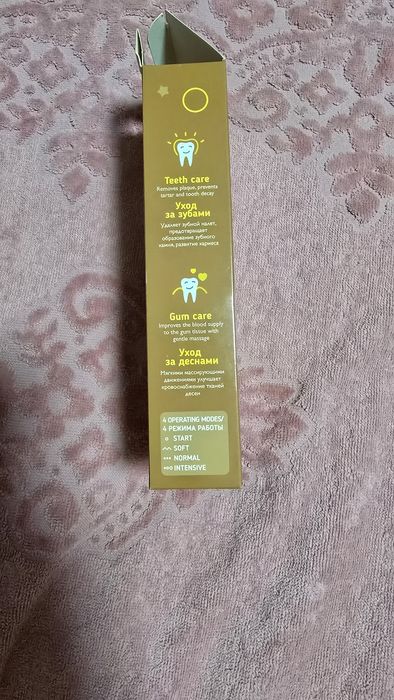 Teeth care
Removes plaque, prevents
tartar and tooth decay
Уход
за зубами
Удаляет зубной налет,
предотвращает
образование зубного
камня, развитие кариеса
Gum care
Improves the blood supply
to the gum tissue with
gentle massage
Уход
за деснами
Мягкими массирующими
движениями улучшает
кровоснабжение тканей
десен
4 OPERATING MODES/
4 РЕЖИМА РАБОТЫ
START
SOFT
NORMAL
INTENSIVE